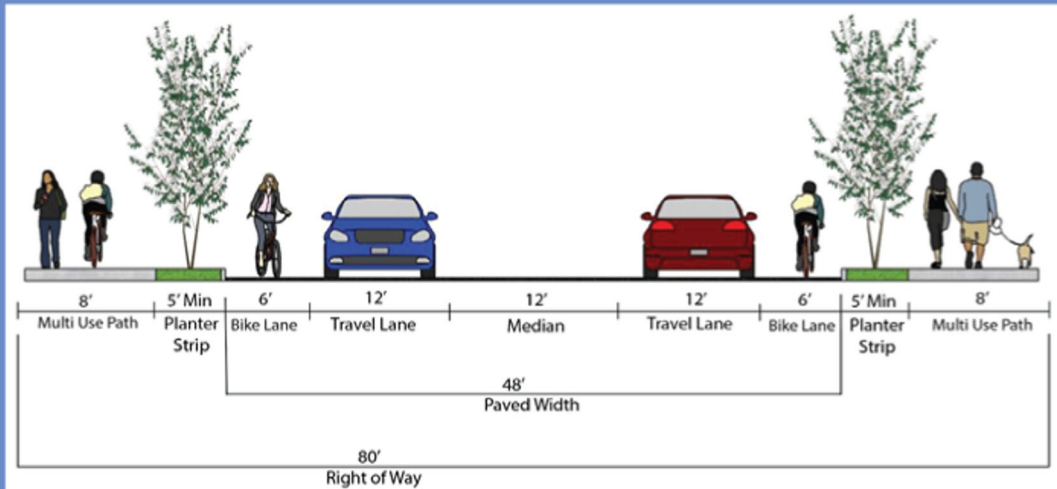 8' 5' Min 6' 12' 12' 12' 6' 5' Min 8'
Multi Use Path Planter Bike Lane Travel Lane Median Travel Lane Bike Lane Planter Multi Use Path
Strip Strip
48'
Paved Width
80'
Right of Way